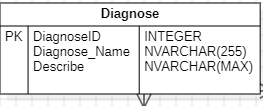 Diagnose
PK DiagnoseID INTEGER
Diagnose_Name NVARCHAR(255)
Describe NVARCHAR(MAX)